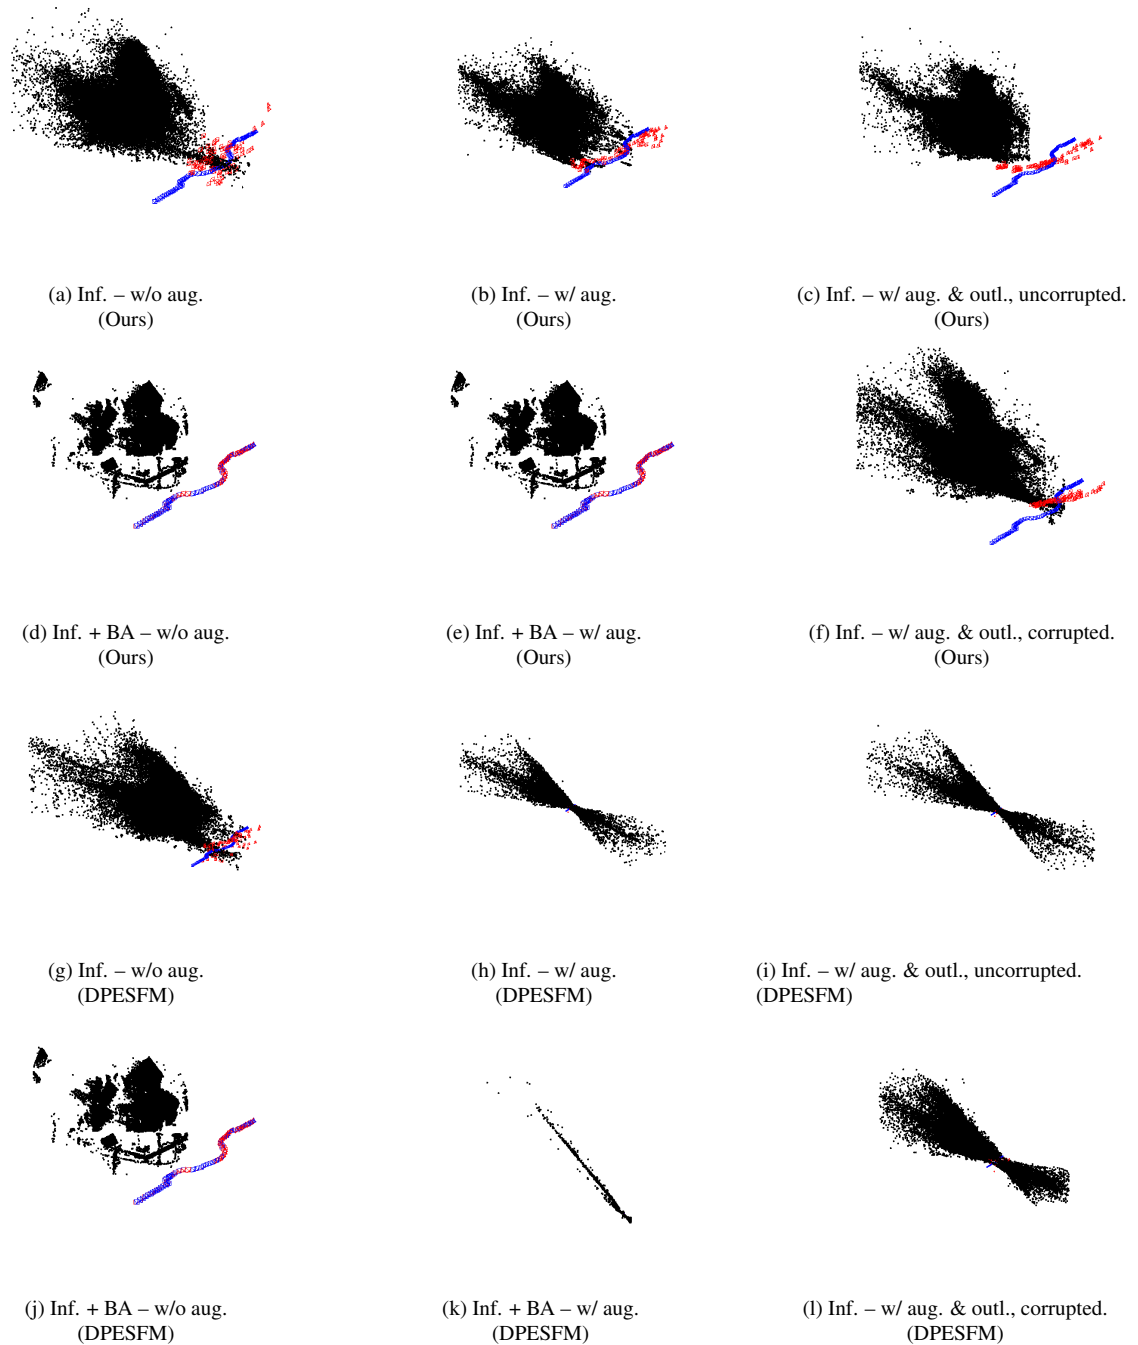 (a) Inf. – w/o aug.
(Ours)
(b) Inf. – w/ aug.
(Ours)
(c) Inf. – w/ aug. & outl., uncorrupted.
(Ours)
(d) Inf. + BA – w/o aug.
(Ours)
(e) Inf. + BA – w/ aug.
(Ours)
(f) Inf. – w/ aug. & outl., corrupted.
(Ours)
(g) Inf. – w/o aug.
(DPESFM)
(h) Inf. – w/ aug.
(DPESFM)
(i) Inf. – w/ aug. & outl., uncorrupted.
(DPESFM)
(j) Inf. + BA – w/o aug.
(DPESFM)
(k) Inf. + BA – w/ aug.
(DPESFM)
(l) Inf. – w/ aug. & outl., corrupted.
(DPESFM)